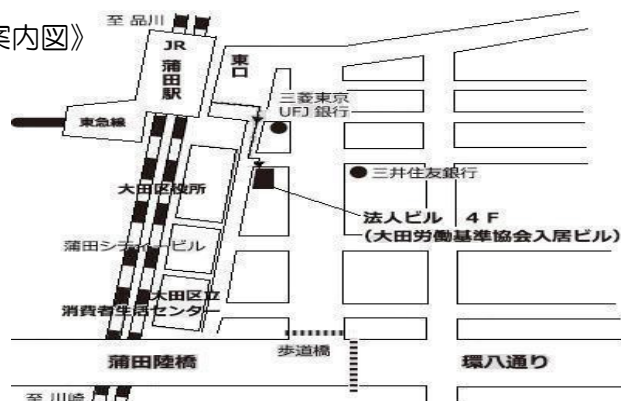 案内図》
至 品川
JR
蒲田駅
東口
三菱東京
UFJ 銀行
東急線
三井住友銀行
大田区役所
法人ビル 4F
(大田労働基準協会入居ビル)
蒲田シティービル
大田区立
消費者生活センター
歩道橋
蒲田陸橋
環八通り
至 川崎